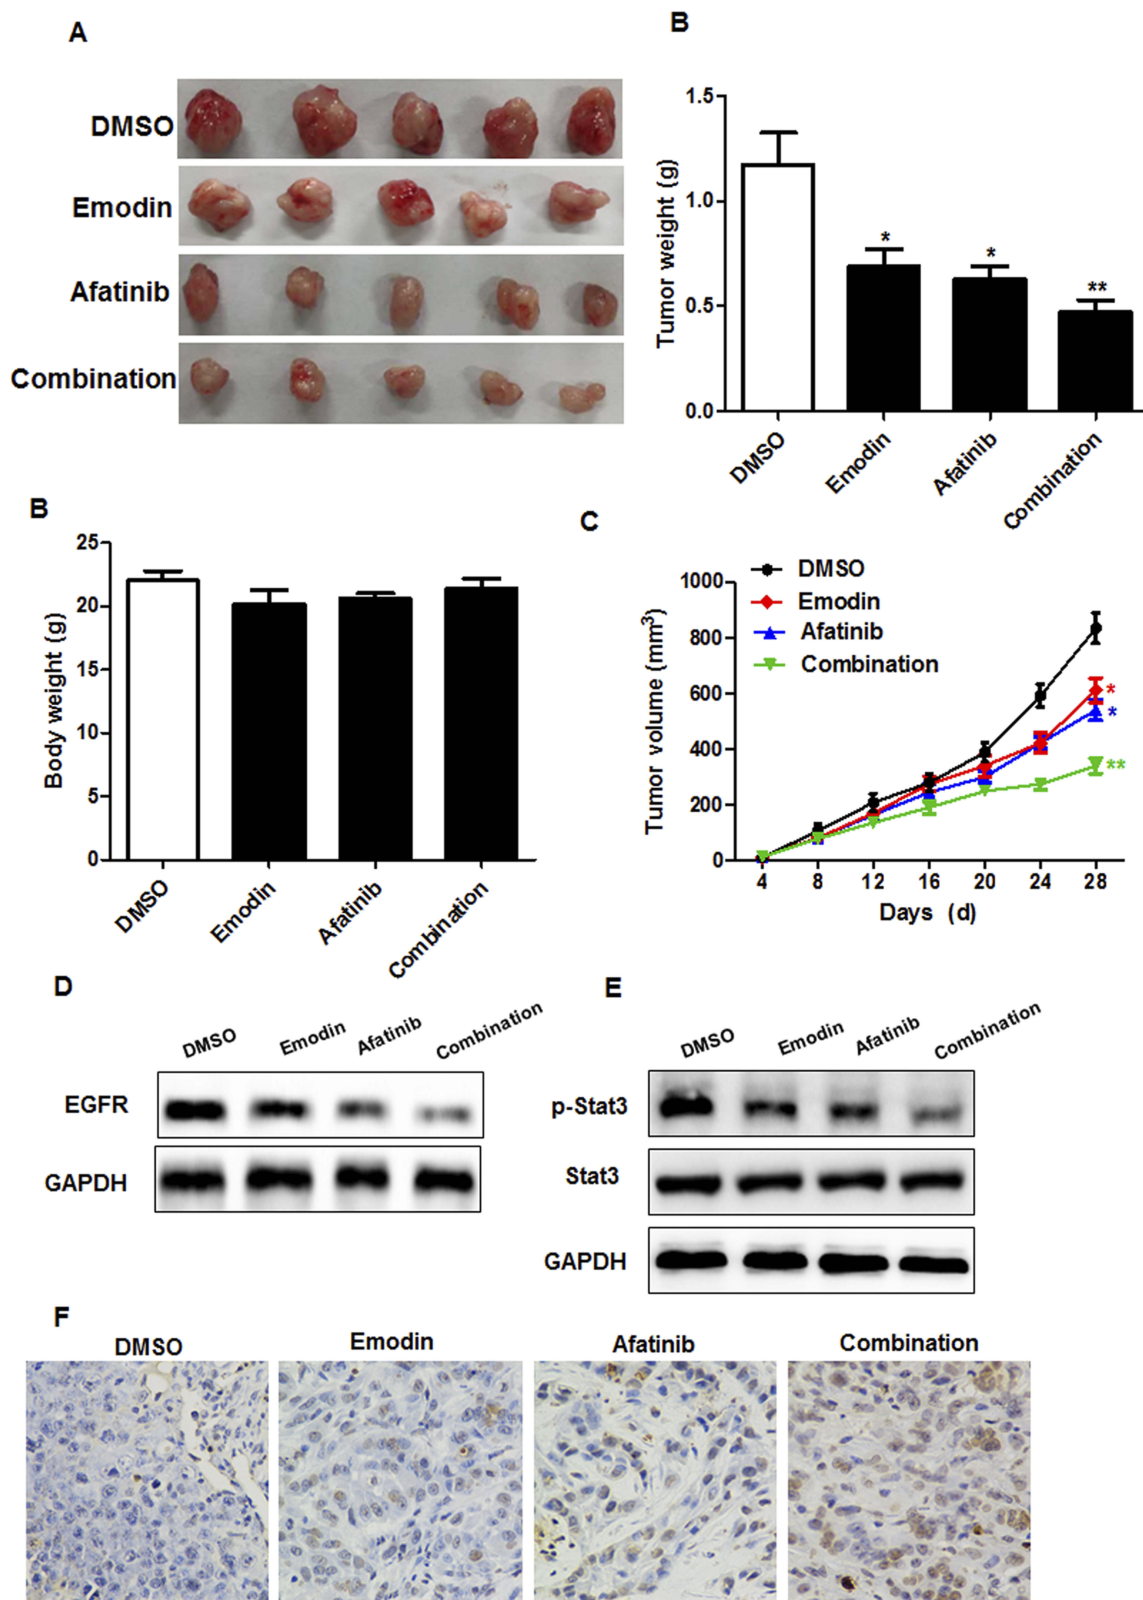 A
DMSO
Emodin
Afatinib
Combination
B
Tumor weight (g)
1.5
1.0
0.5
0.0
*
*
**
DMSO
Emodin
Afatinib
Combination
B
Body weight (g)
25
20
15
10
5
0
DMSO
Emodin
Afatinib
Combination
C
DMSO
Emodin
Afatinib
Combination
Tumor volume (mm³)
1000
800
600
400
200
0
*
*
**
4 8 12 16 20 24 28
Days (d)
D
DMSO Emodin Afatinib Combination
EGFR
GAPDH
E
DMSO Emodin Afatinib Combination
p-Stat3
Stat3
GAPDH
F
DMSO Emodin Afatinib Combination